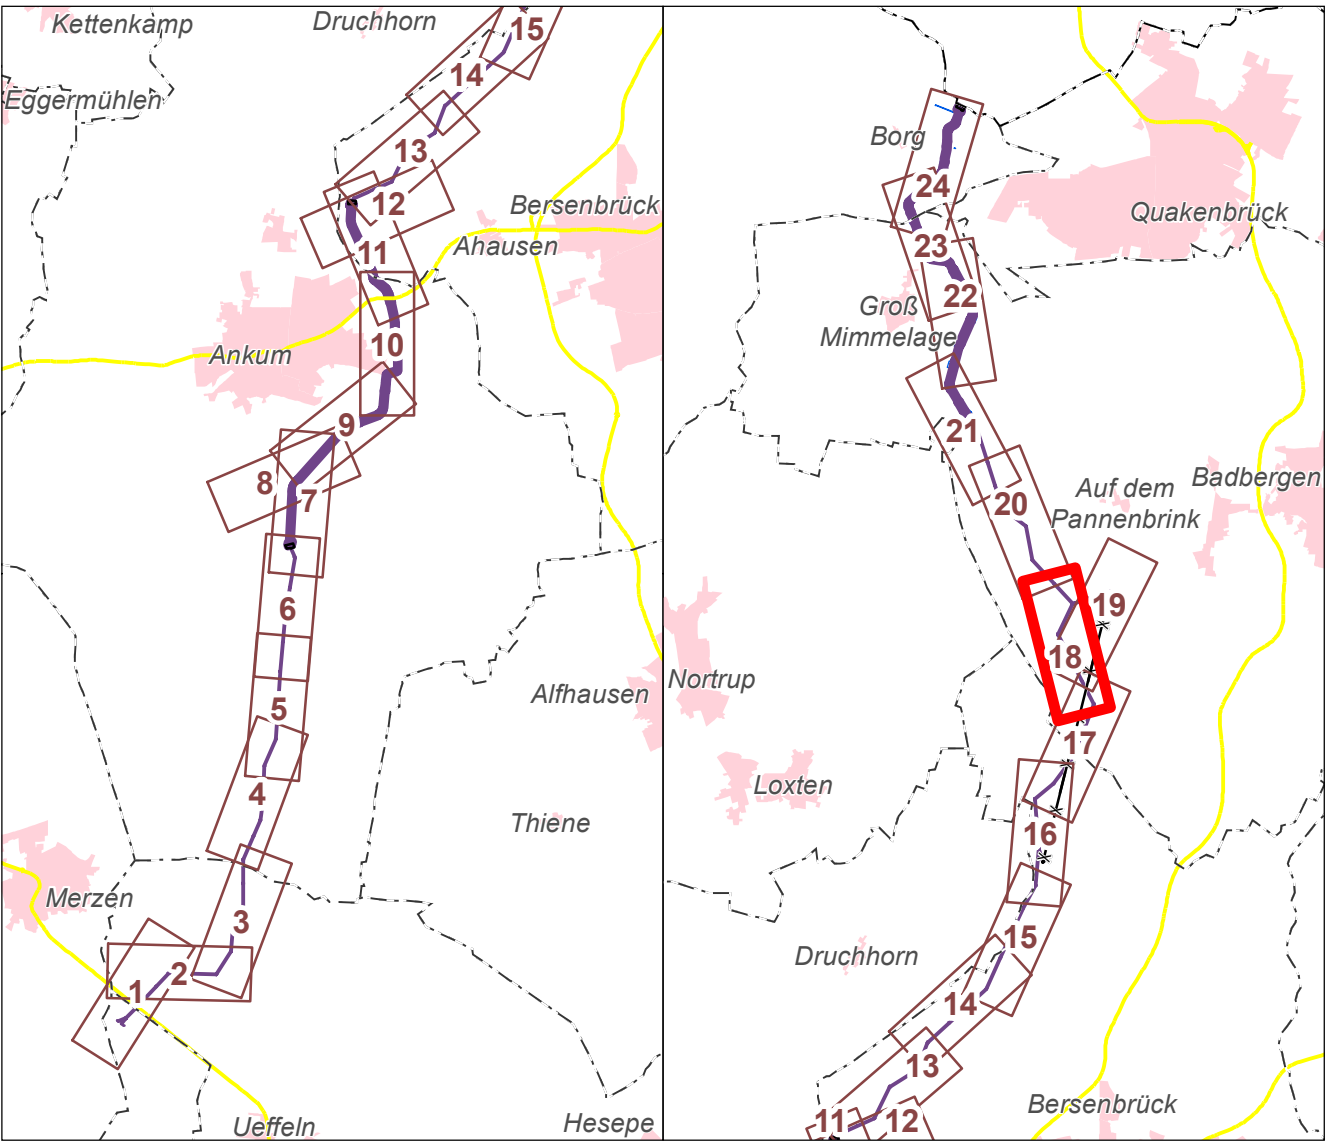 Kettenkamp
Druchhorn
15
14
Eggermühlen
13
12
Bersenbrück
Ahausen
11
10
Ankum
9
8
7
6
5
Alfhausen
4
Thiene
Merzen
3
2
1
Ueffeln
Hesepe
Borg
24
Quakenbrück
23
22
Groß
Mimmelage
21
20
Auf dem
Pannenbrink
Badbergen
19
18
Nortrup
17
Loxten
16
15
Druchhorn
14
13
11
12
Bersenbrück